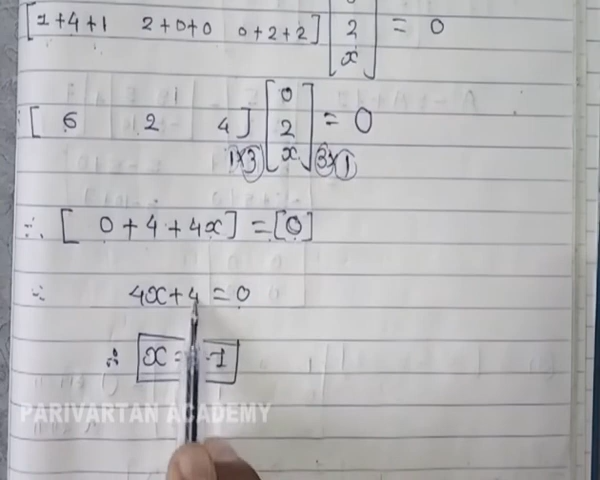 [1+4+1 2+0+0 0+2+2] [0 2 x] = 0
[6 2 4] [0 2 x] = 0
1×3 3×1
∴ [0+4+4x] = [0]
∴ 4x+4 = 0
∴ x = -1
PARIVARTAN ACADEMY